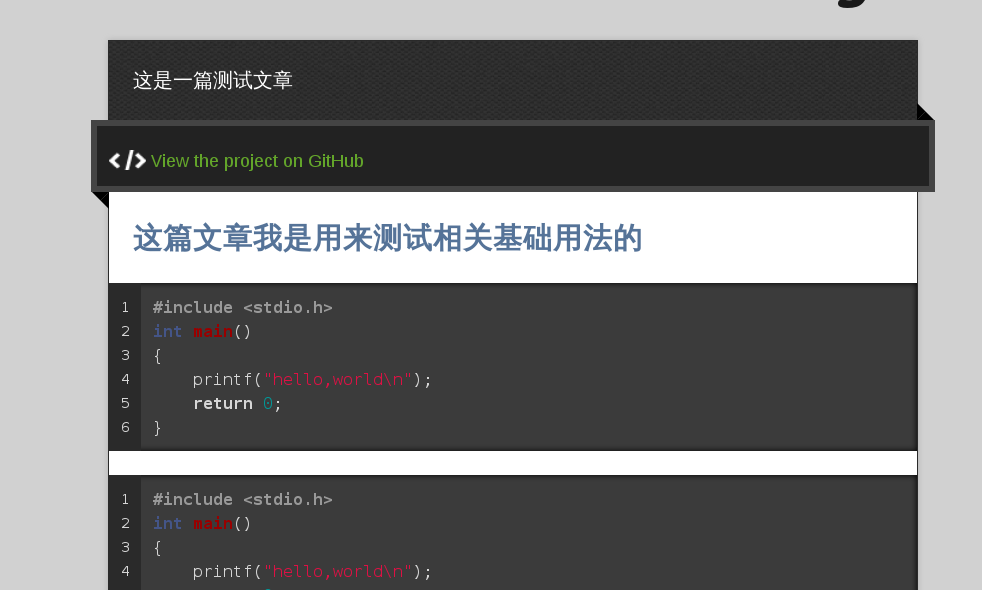 这是一篇测试文章
</> View the project on GitHub
这篇文章我是用来测试相关基础用法的
1 #include <stdio.h>
2 int main()
3 {
4     printf("hello,world\n");
5     return 0;
6 }
1 #include <stdio.h>
2 int main()
3 {
4     printf("hello,world\n");